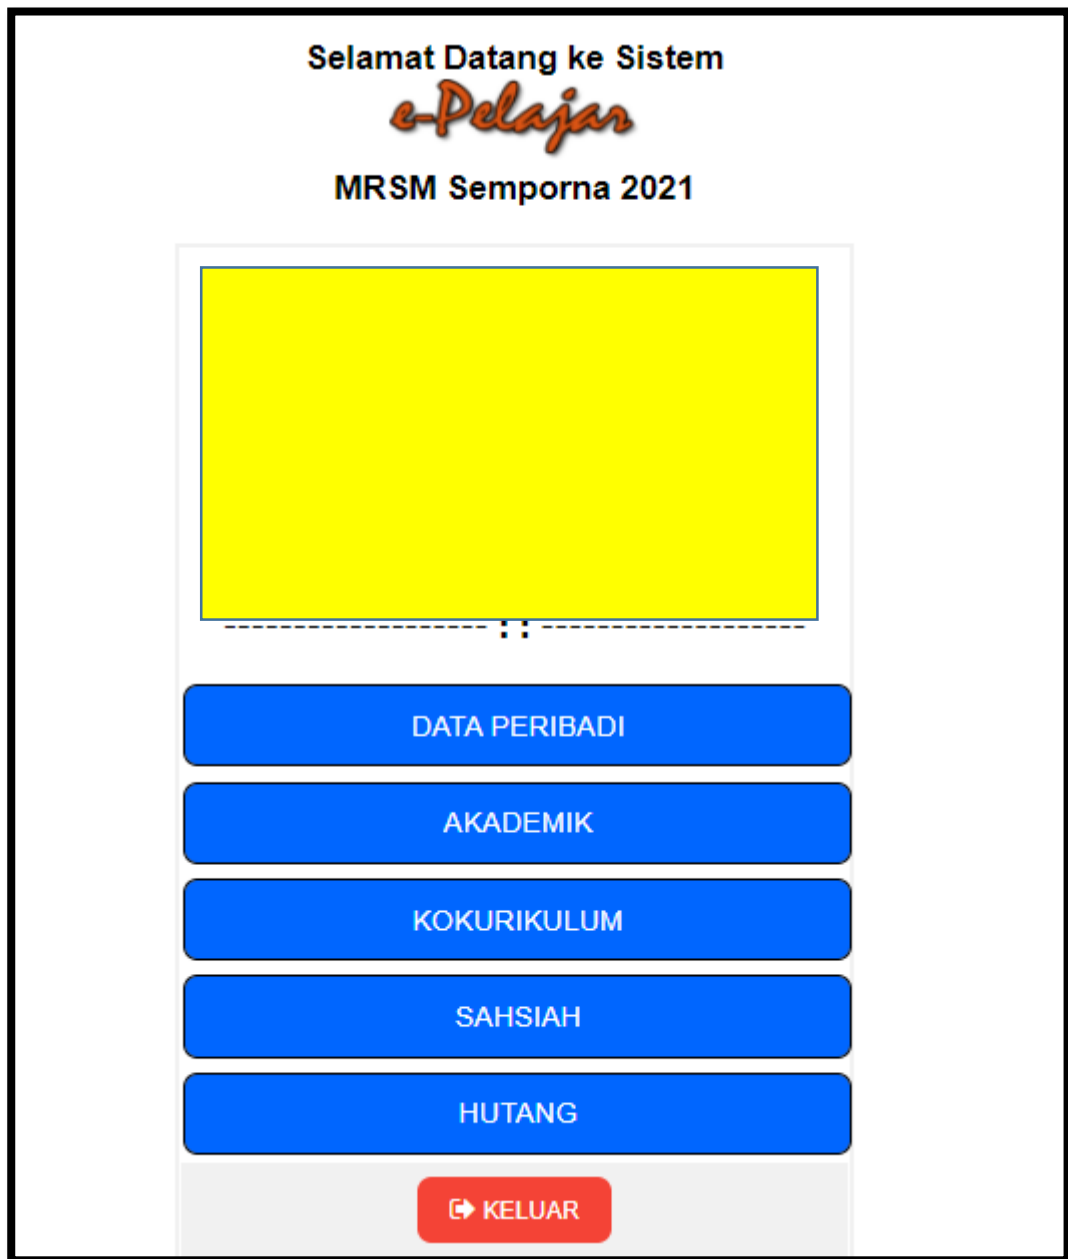 Selamat Datang ke Sistem
e-Pelajar
MRSM Semporna 2021
------------------- : : -------------------
DATA PERIBADI
AKADEMIK
KOKURIKULUM
SAHSIAH
HUTANG
KELUAR